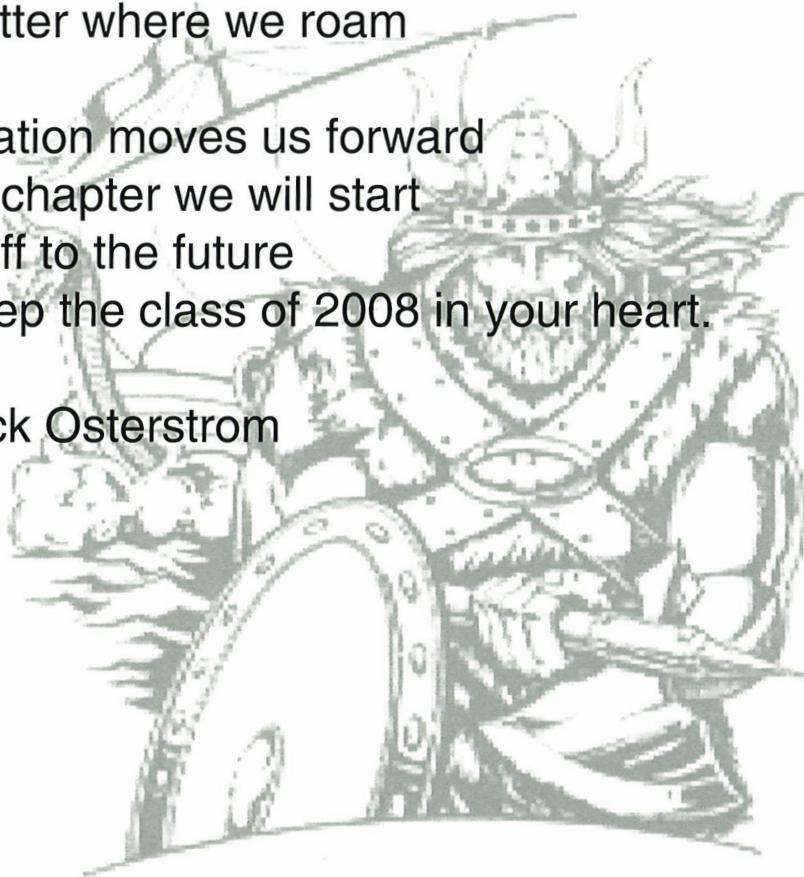 tter where we roam
ation moves us forward
chapter we will start
ff to the future
ep the class of 2008 in your heart.
ck Osterstrom